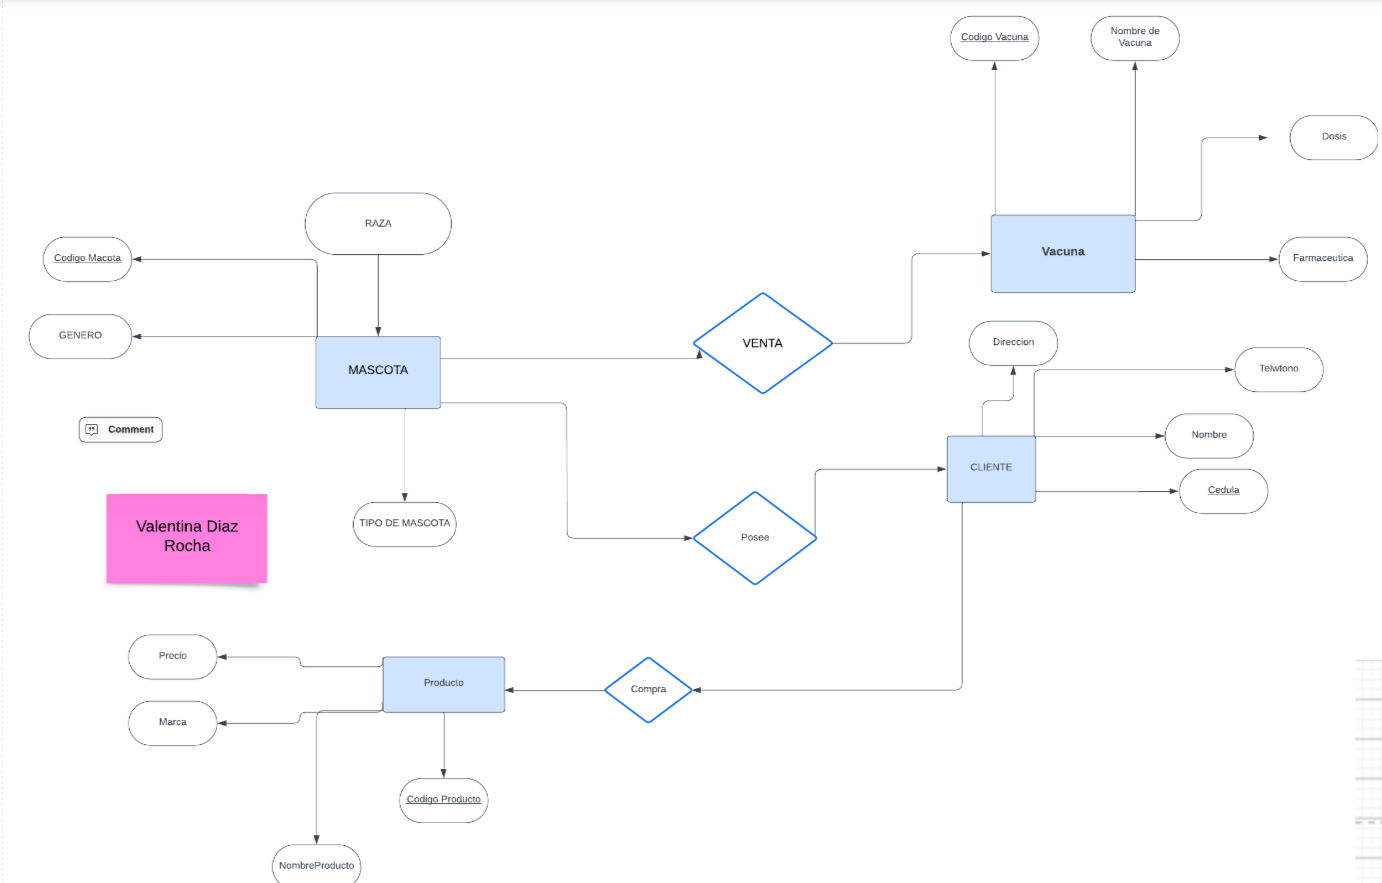 Codigo Vacuna
Nombre de
Vacuna
Dosis
RAZA
Codigo Macota
Vacuna
Farmaceutica
GENERO
VENTA
Direccion
MASCOTA
Telwfono
Comment
Nombre
CLIENTE
Cedula
TIPO DE MASCOTA
Valentina Diaz
Rocha
Posee
Precio
Producto
Compra
Marca
Codigo Producto
NombreProducto